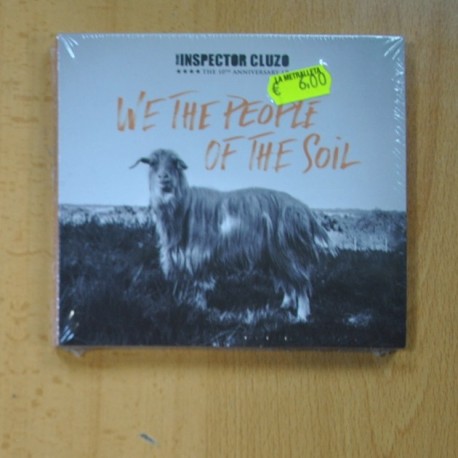 THE INSPECTOR CLUZO
★★★★ THE 10TH ANNIVERSARY
LA METRALLETA
€ 6.00
WE THE PEOPLE
OF THE SOIL